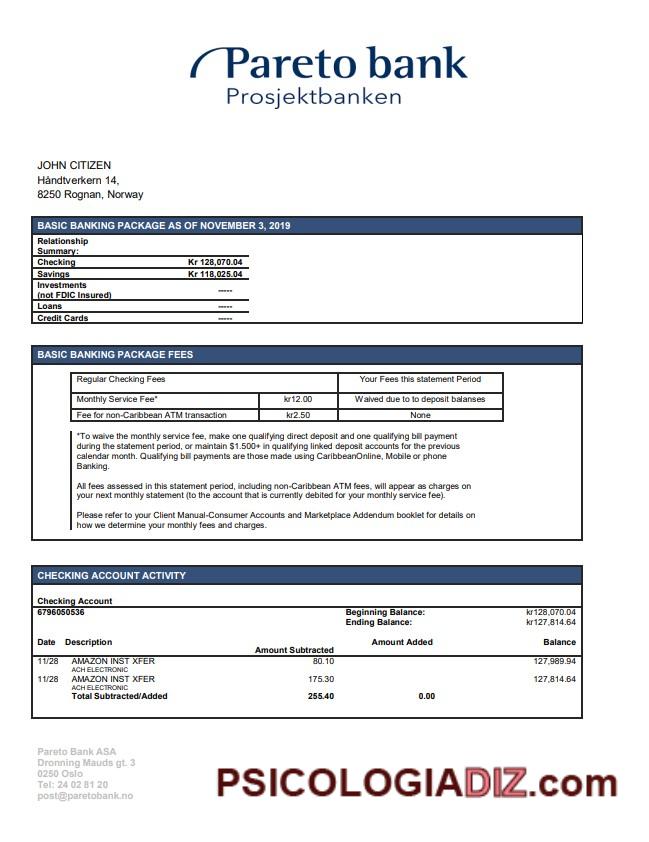 Pareto bank
Prosjektbanken
JOHN CITIZEN
Håndtverkern 14,
8250 Rognan, Norway
BASIC BANKING PACKAGE AS OF NOVEMBER 3, 2019
Relationship
Summary:
Checking Kr 128,070.04
Savings Kr 118,025.04
Investments
(not FDIC Insured) -----
Loans -----
Credit Cards -----
BASIC BANKING PACKAGE FEES
Regular Checking Fees Your Fees this statement Period
Monthly Service Fee* kr12.00 Waived due to to deposit balanses
Fee for non-Caribbean ATM transaction kr2.50 None
*To waive the monthly service fee, make one qualifying direct deposit and one qualifying bill payment
during the statement period, or maintain $1.500+ in qualifying linked deposit accounts for the previous
calendar month. Qualifying bill payments are those made using CaribbeanOnline, Mobile or phone
Banking.
All fees assessed in this statement period, including non-Caribbean ATM fees, will appear as charges on
your next monthly statement (to the account that is currently debited for your monthly service fee).
Please refer to your Client Manual-Consumer Accounts and Marketplace Addendum booklet for details on
how we determine your monthly fees and charges.
CHECKING ACCOUNT ACTIVITY
Checking Account
6796050536 Beginning Balance: kr128,070.04
Ending Balance: kr127,814.64
Date Description Amount Subtracted Amount Added Balance
11/28 AMAZON INST XFER 80.10 127,989.94
ACH ELECTRONIC
11/28 AMAZON INST XFER 175.30 127,814.64
ACH ELECTRONIC
Total Subtracted/Added 255.40 0.00
Pareto Bank ASA
Dronning Mauds gt. 3
0250 Oslo
Tel: 24 02 81 20
post@paretobank.no
PSICOLOGIADIZ.com